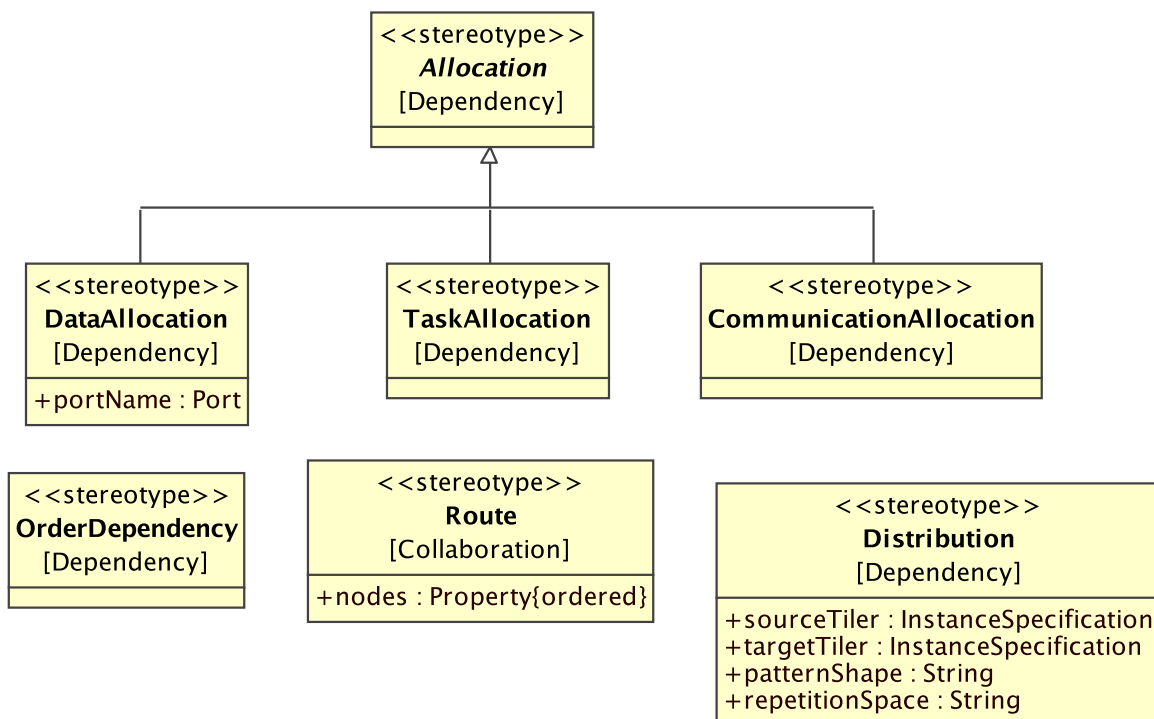 <<stereotype>>
Allocation
[Dependency]
<<stereotype>>
DataAllocation
[Dependency]
+portName : Port
<<stereotype>>
TaskAllocation
[Dependency]
<<stereotype>>
CommunicationAllocation
[Dependency]
<<stereotype>>
OrderDependency
[Dependency]
<<stereotype>>
Route
[Collaboration]
+nodes : Property{ordered}
<<stereotype>>
Distribution
[Dependency]
+sourceTiler : InstanceSpecification
+targetTiler : InstanceSpecification
+patternShape : String
+repetitionSpace : String